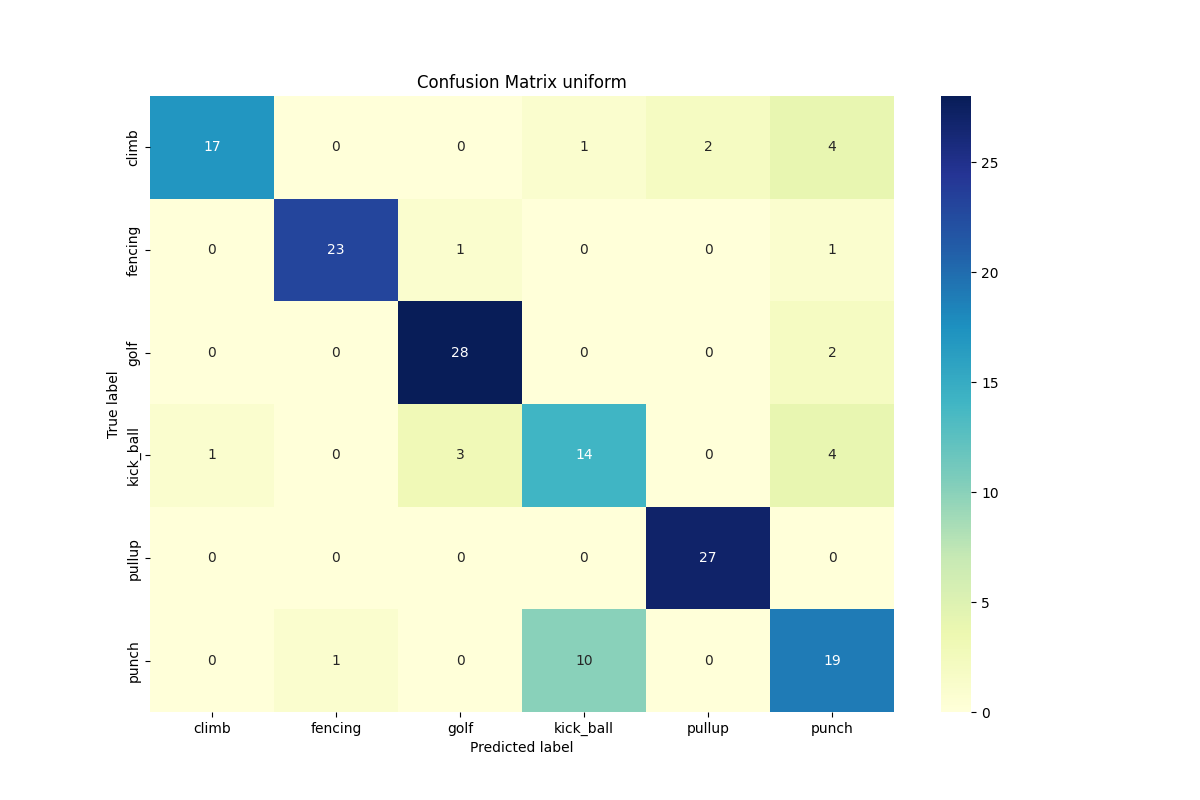 Confusion Matrix uniform
True label
climb 17 0 0 1 2 4
fencing 0 23 1 0 0 1
golf 0 0 28 0 0 2
kick_ball 1 0 3 14 0 4
pullup 0 0 0 0 27 0
punch 0 1 0 10 0 19
climb fencing golf kick_ball pullup punch
Predicted label
25
20
15
10
5
0